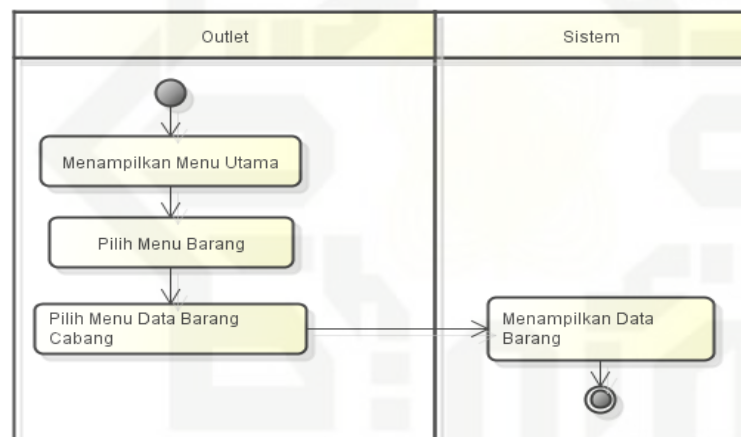 Outlet
Sistem
Menampilkan Menu Utama
Pilih Menu Barang
Pilih Menu Data Barang
Cabang
Menampilkan Data
Barang